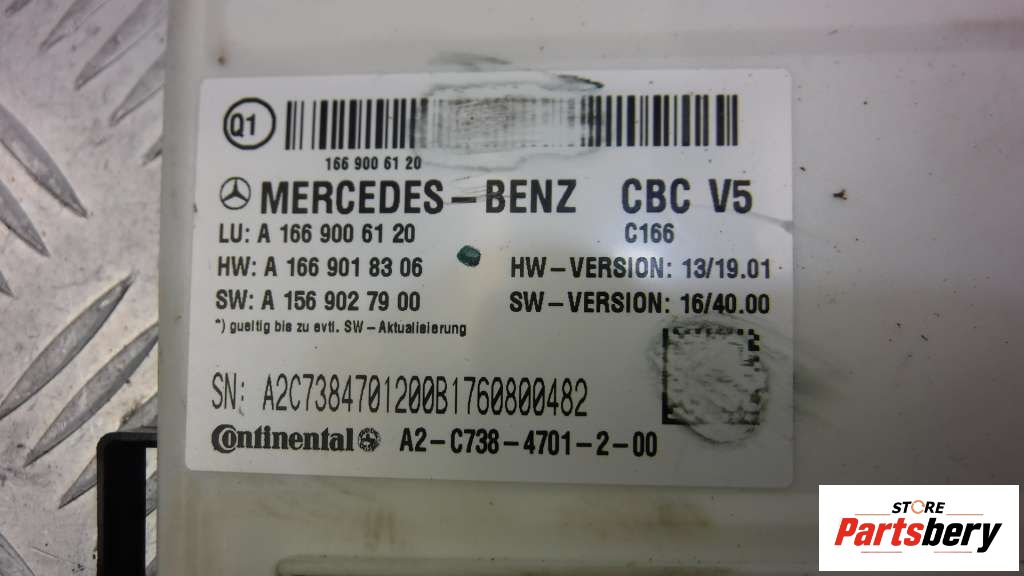 Q1
166 900 61 20
MERCEDES-BENZ CBC V5
LU: A 166 900 61 20 C166
HW: A 166 901 83 06 HW-VERSION: 13/19.01
SW: A 156 902 79 00 SW-VERSION: 16/40.00
*) gueltig bis zu evtl. SW-Aktualisierung
SN: A2C7384701200B1760800482
Continental A2-C738-4701-2-00
STORE
Partsbery